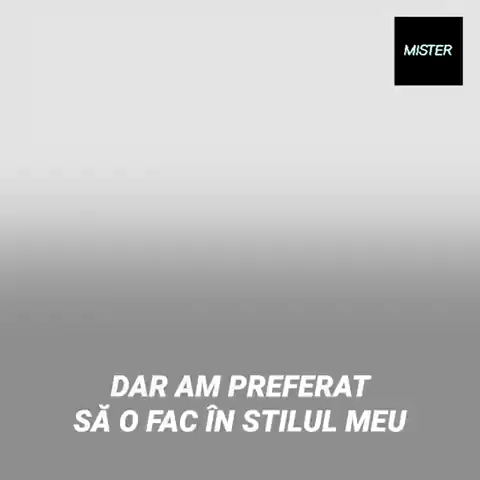 MISTER
DAR AM PREFERAT
SĂ O FAC ÎN STILUL MEU